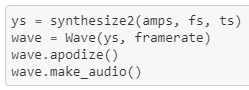 ys = synthesize2(amps, fs, ts)
wave = Wave(ys, framerate)
wave.apodize()
wave.make_audio()